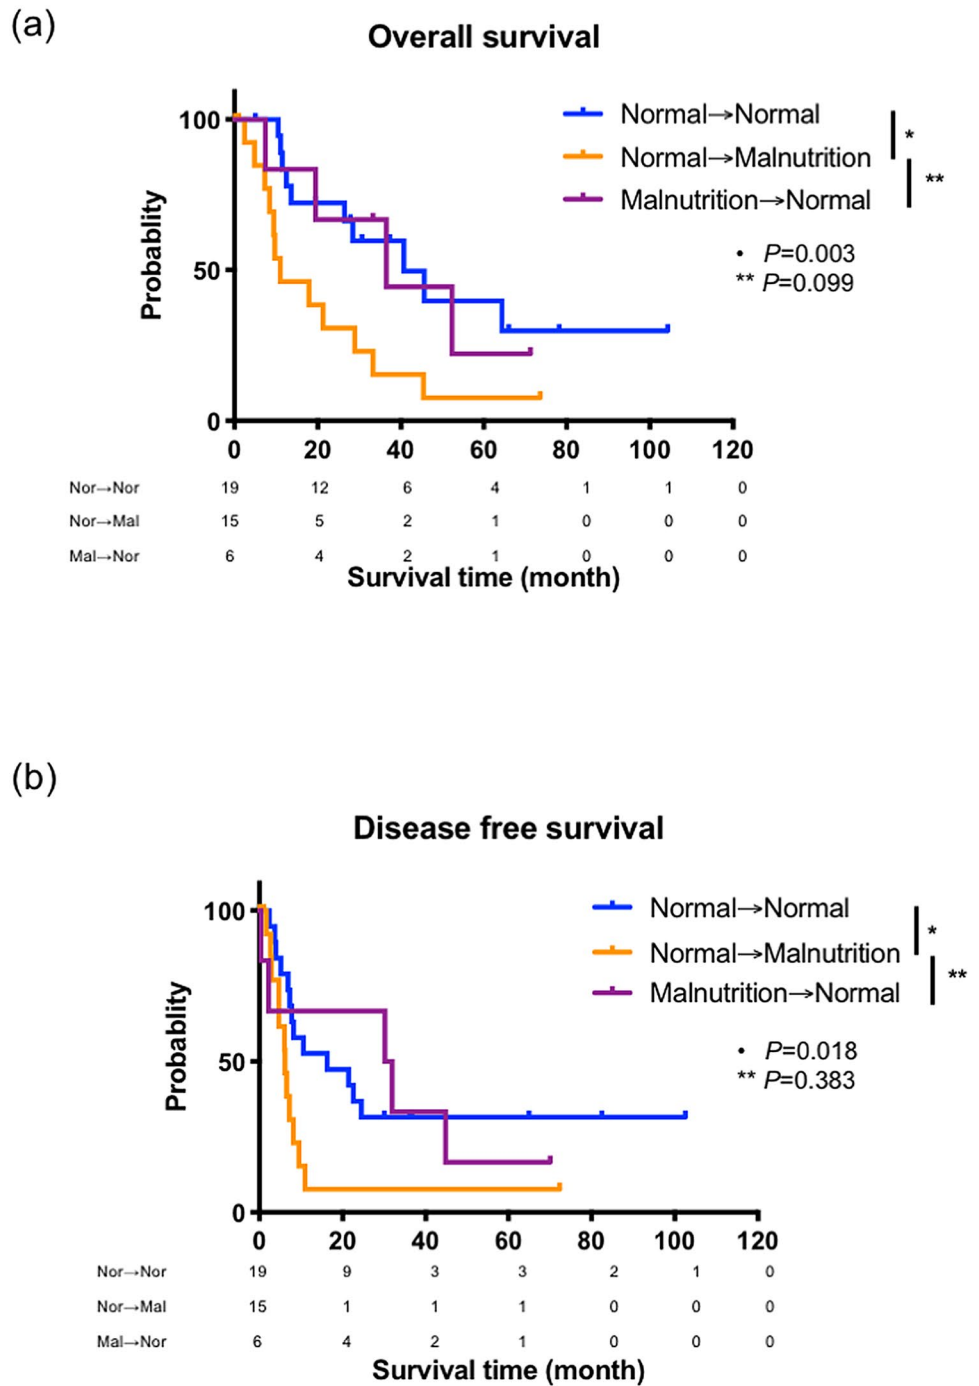 (a)
Overall survival
Probablity
100
50
0
Normal→Normal
Normal→Malnutrition
Malnutrition→Normal
*
**
• P=0.003
** P=0.099
0 20 40 60 80 100 120
Nor→Nor 19 12 6 4 1 1 0
Nor→Mal 15 5 2 1 0 0 0
Mal→Nor 6 4 2 1 0 0 0
Survival time (month)
(b)
Disease free survival
Probablity
100
50
0
Normal→Normal
Normal→Malnutrition
Malnutrition→Normal
*
**
• P=0.018
** P=0.383
0 20 40 60 80 100 120
Nor→Nor 19 9 3 3 2 1 0
Nor→Mal 15 1 1 1 0 0 0
Mal→Nor 6 4 2 1 0 0 0
Survival time (month)